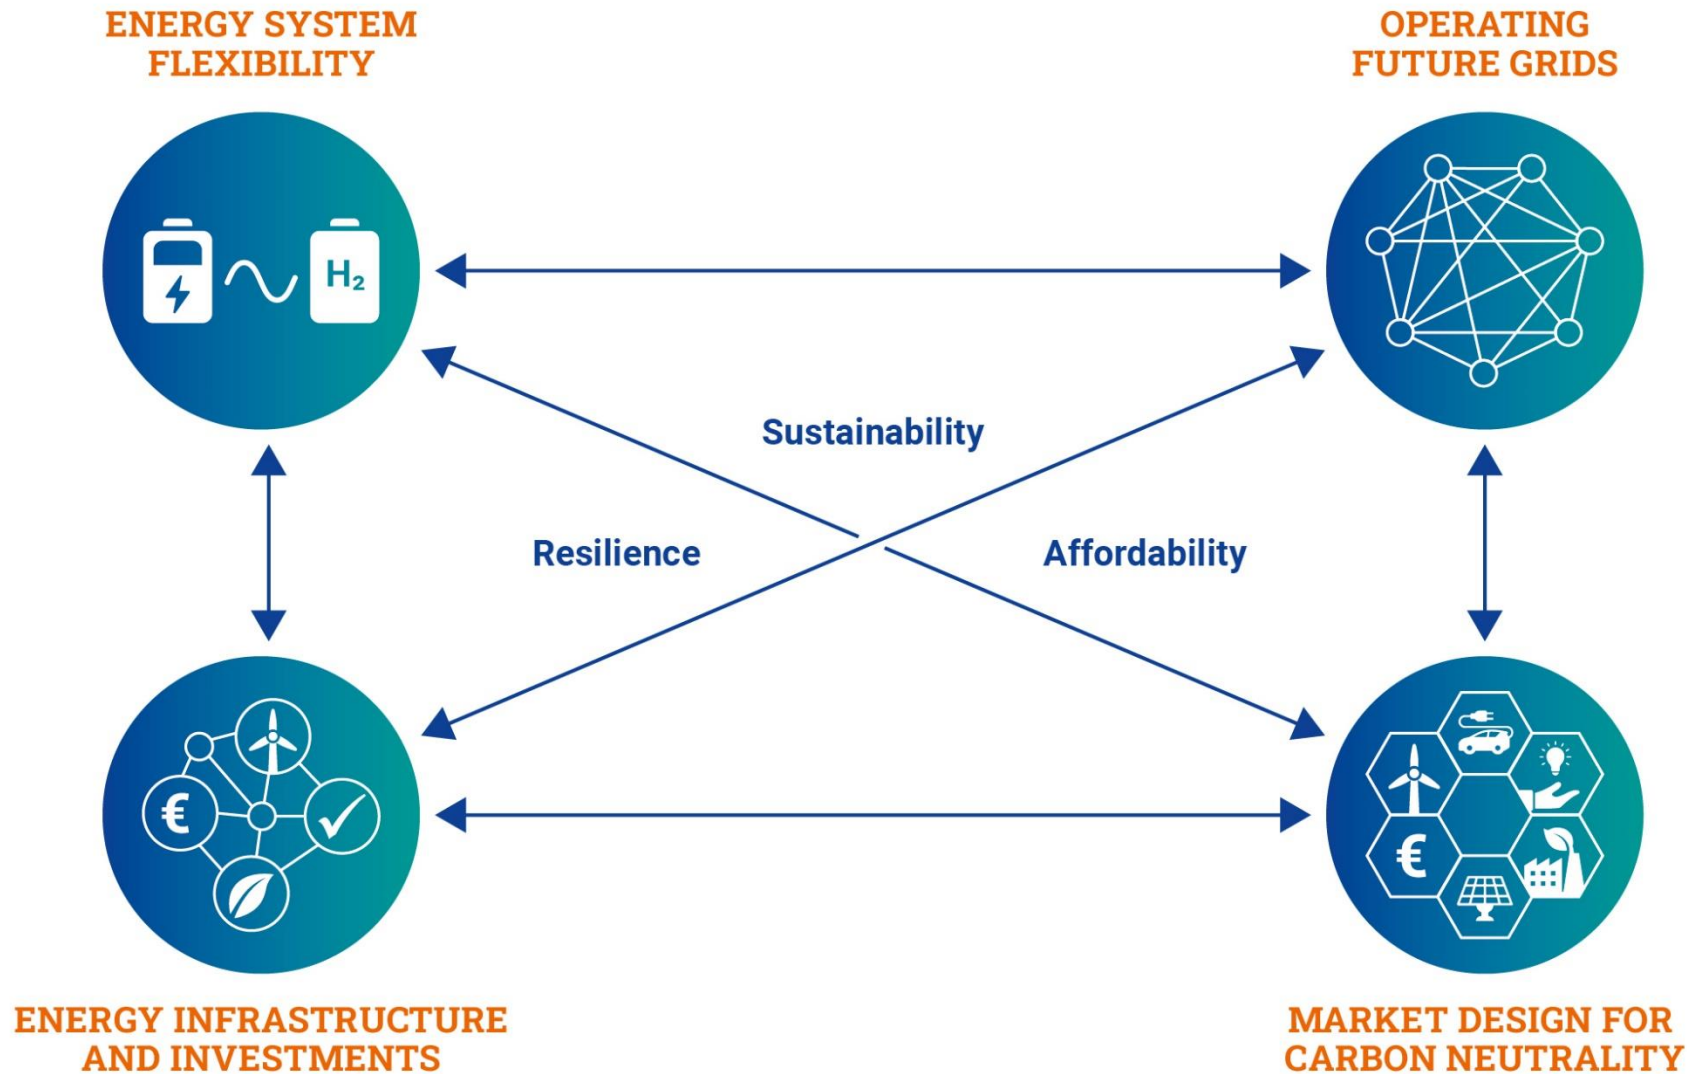 ENERGY SYSTEM
FLEXIBILITY
OPERATING
FUTURE GRIDS
H₂
Sustainability
Resilience
Affordability
€
€
ENERGY INFRASTRUCTURE
AND INVESTMENTS
MARKET DESIGN FOR
CARBON NEUTRALITY